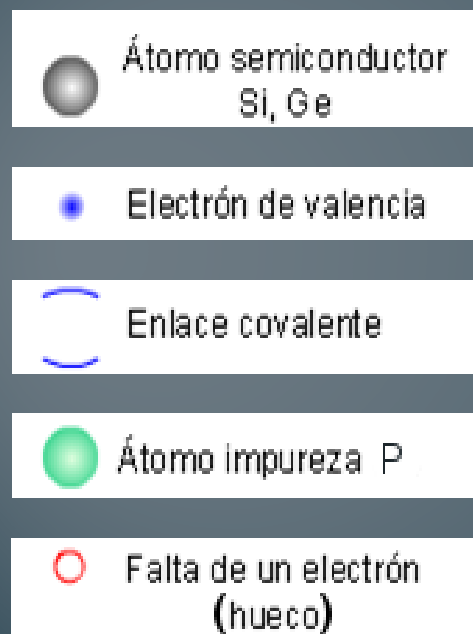 Átomo semiconductor
Si, Ge
Electrón de valencia
Enlace covalente
Átomo impureza P
Falta de un electrón
(hueco)